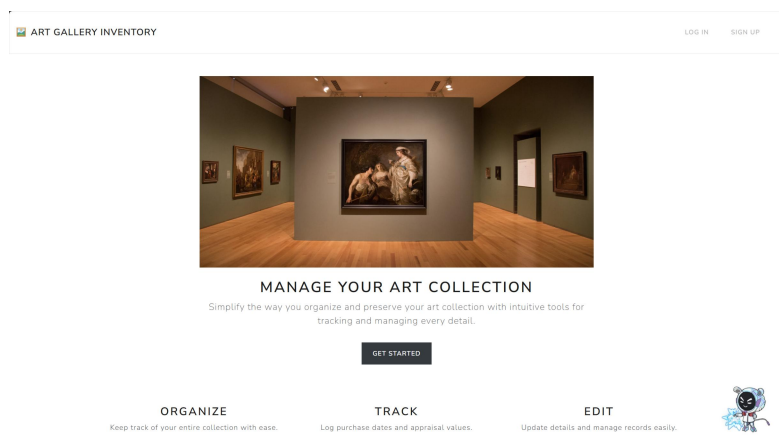 ART GALLERY INVENTORY
LOG IN
SIGN UP
MANAGE YOUR ART COLLECTION
Simplify the way you organize and preserve your art collection with intuitive tools for
tracking and managing every detail.
GET STARTED
ORGANIZE
Keep track of your entire collection with ease.
TRACK
Log purchase dates and appraisal values.
EDIT
Update details and manage records easily.